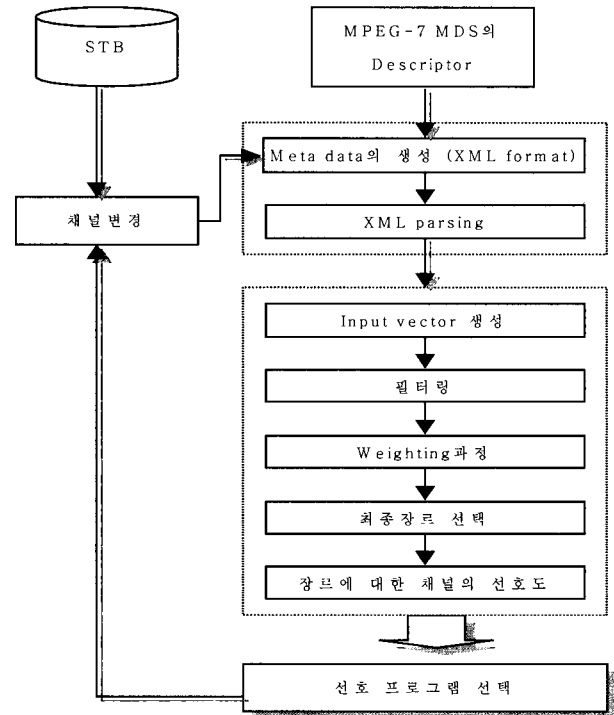 STB
MPEG-7 MDS의
Descriptor
Meta data의 생성 (XML format)
채널변경
XML parsing
Input vector 생성
필터링
Weighting과정
최종장르 선택
장르에 대한 채널의 선호도
선호 프로그램 선택